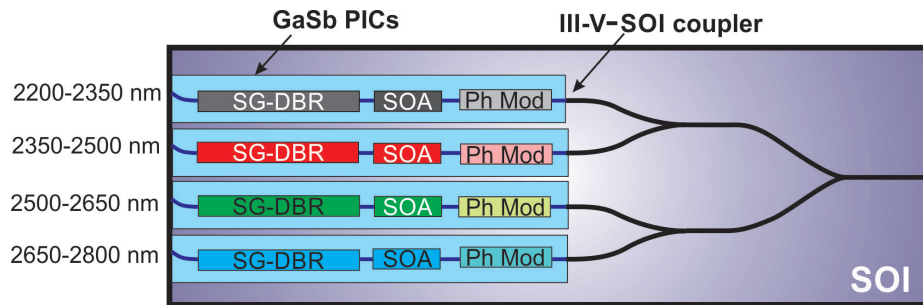 GaSb PICs
III-V-SOI coupler
2200-2350 nm
SG-DBR
SOA
Ph Mod
2350-2500 nm
SG-DBR
SOA
Ph Mod
2500-2650 nm
SG-DBR
SOA
Ph Mod
2650-2800 nm
SG-DBR
SOA
Ph Mod
SOI